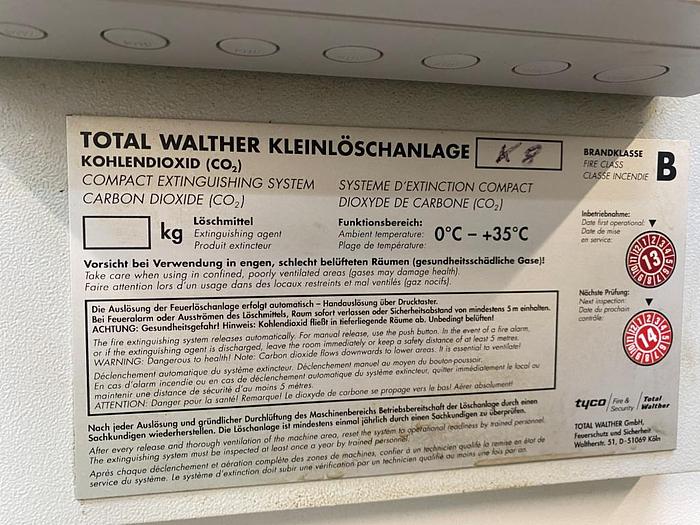 TOTAL WALTHER KLEINLÖSCHANLAGE
KOHLENDIOXID (CO₂)
COMPACT EXTINGUISHING SYSTEM
CARBON DIOXIDE (CO₂)
SYSTEME D'EXTINCTION COMPACT
DIOXYDE DE CARBONE (CO₂)
BRANDKLASSE
FIRE CLASS
CLASSE INCENDIE
B
kg
Löschmittel
Extinguishing agent
Produit extincteur
Funktionsbereich:
Ambient temperature:
Plage de température:
0°C – +35°C
Inbetriebnahme:
Date first operational:
Date de mise
en service:
13
Vorsicht bei Verwendung in engen, schlecht belüfteten Räumen (gesundheitsschädliche Gase)!
Take care when using in confined, poorly ventilated areas (gases may damage health).
Faire attention lors d'un usage dans des locaux restreints et mal ventilés (gaz nocifs).
Nächste Prüfung:
Next inspection:
Date du prochain
contrôle:
14
Die Auslösung der Feuerlöschanlage erfolgt automatisch – Handauslösung über Drucktaster.
Bei Feueralarm oder Ausströmen des Löschmittels, Raum sofort verlassen oder Sicherheitsabstand von mindestens 5 m einhalten.
ACHTUNG: Gesundheitsgefahr! Hinweis: Kohlendioxid fließt in tieferliegende Räume ab. Unbedingt belüften!
The fire extinguishing system releases automatically. For manual release, use the push button. In the event of a fire alarm,
or if the extinguishing agent is discharged, leave the room immediately or keep a safety distance of at least 5 metres.
WARNING: Dangerous to health! Note: Carbon dioxide flows downwards to lower areas. It is essential to ventilate!
Déclenchement automatique du système extincteur. Déclenchement manuel au moyen du bouton-poussoir.
En cas d'alarme incendie ou en cas de déclenchement automatique du système extincteur, quitter immédiatement le local ou
maintenir une distance de sécurité d'au moins 5 mètres.
ATTENTION: Danger pour la santé! Remarque! Le dioxyde de carbone se propage vers le bas! Aérer absolument!
Nach jeder Auslösung und gründlicher Durchlüftung des Maschinenbereichs Betriebsbereitschaft der Löschanlage durch einen
Sachkundigen wiederherstellen. Die Löschanlage ist mindestens einmal jährlich durch einen Sachkundigen zu überprüfen.
After every release and thorough ventilation of the machine area, reset the system to operational readiness by trained personnel.
The extinguishing system must be inspected at least once a year by trained personnel.
Après chaque déclenchement et aération complète des zones de machines, confier à un technicien qualifié la remise en état de
service du système. Le système d'extinction doit subir une vérification par un technicien qualifié au moins une fois par an.
tyco
Fire &
Security
Total
Walther
TOTAL WALTHER GmbH,
Feuerschutz und Sicherheit
Waltherstr. 51, D-51069 Köln